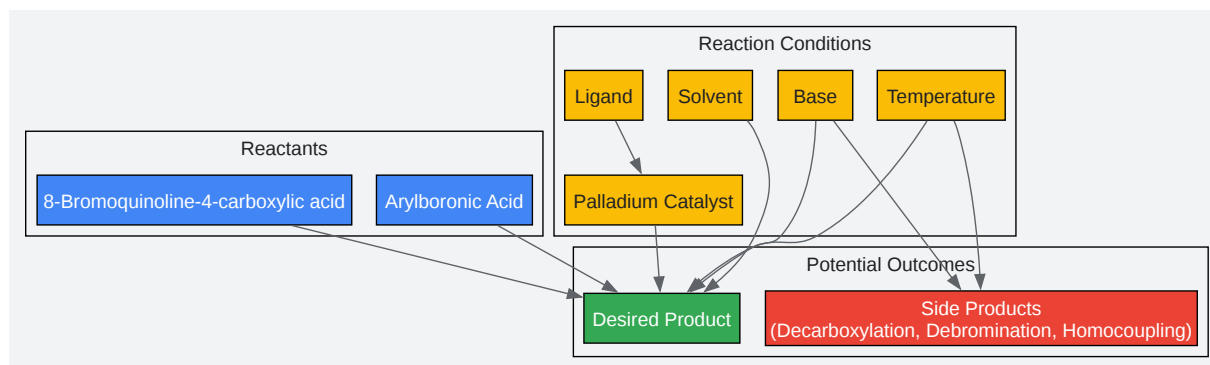 Reaction Conditions
Ligand
Solvent
Base
Temperature
Reactants
8-Bromoquinoline-4-carboxylic acid
Arylboronic Acid
Palladium Catalyst
Potential Outcomes
Desired Product
Side Products
(Decarboxylation, Debromination, Homocoupling)